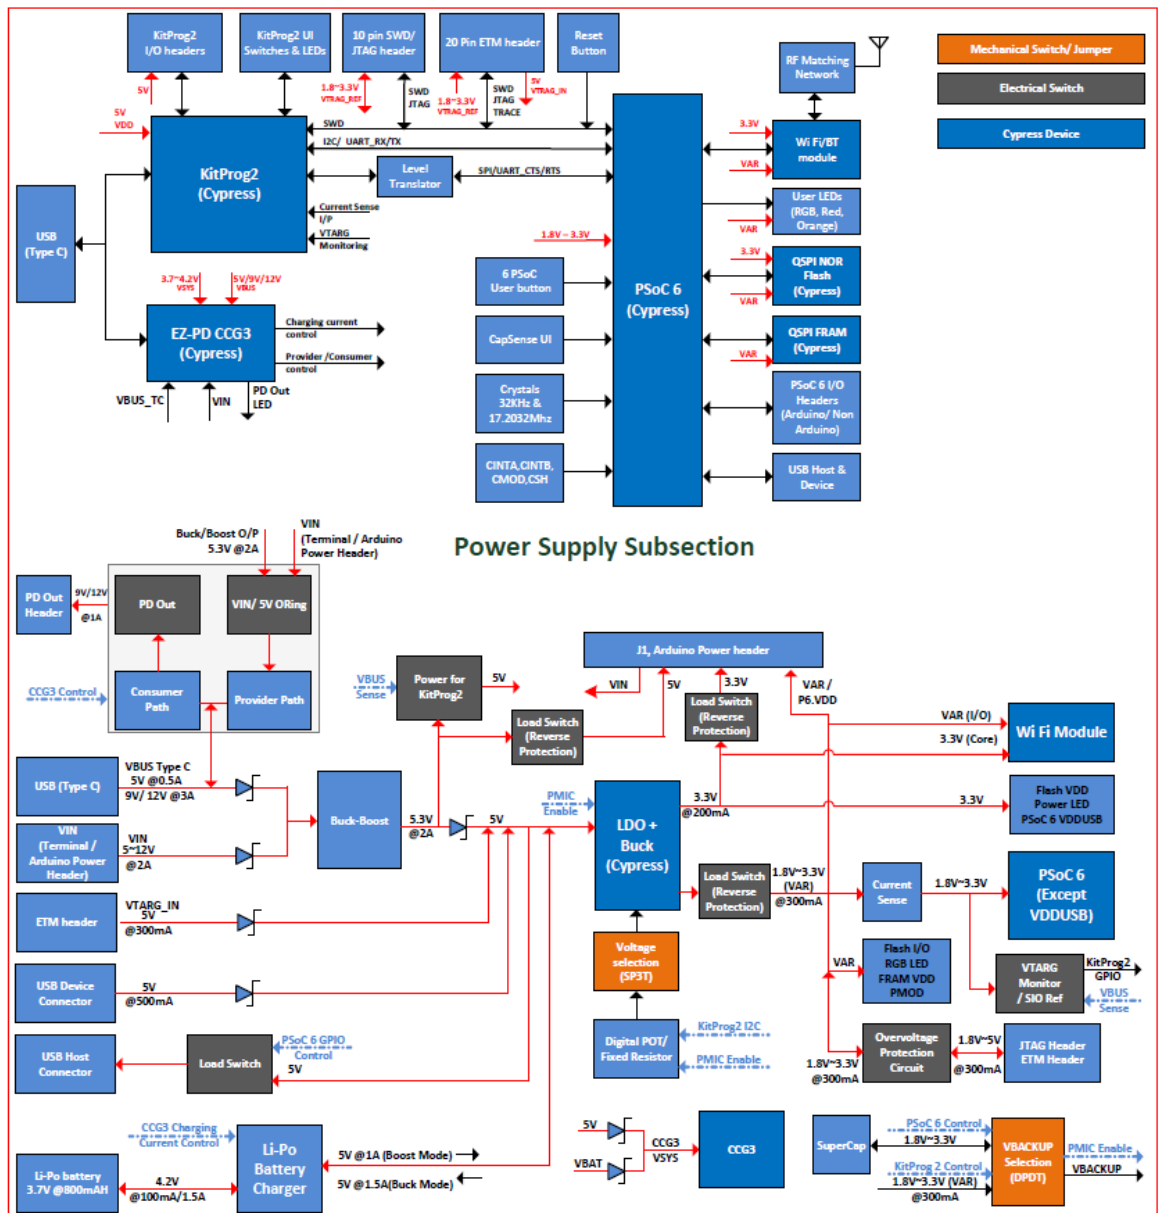 KitProg2
I/O headers
KitProg2 UI
Switches & LEDs
10 pin SWD/
JTAG header
20 Pin ETM header
Reset
Button
RF Matching
Network
Mechanical Switch/ Jumper
Electrical Switch
Cypress Device
5V
1.8~3.3V
VTRAG_REF
SWD
JTAG
1.8~3.3V
VTRAG_REF
SWD
JTAG
TRACE
5V
VTRAG_IN
5V
VDD
SWD
I2C/ UART_RX/TX
KitProg2
(Cypress)
Level
Translator
SPI/UART_CTS/RTS
Current Sense
I/P
VTARG
Monitoring
USB
(Type C)
3.3V
VAR
Wi Fi/BT
module
User LEDs
(RGB, Red,
Orange)
VAR
1.8V – 3.3V
3.3V
VAR
QSPI NOR
Flash
(Cypress)
6 PSoC
User button
PSoC 6
(Cypress)
3.7~4.2V
VSYS
5V/9V/12V
VBUS
EZ-PD CCG3
(Cypress)
Charging current
control
Provider /Consumer
control
CapSense UI
QSPI FRAM
(Cypress)
VAR
VBUS_TC
VIN
PD Out
LED
Crystals
32KHz &
17.2032Mhz
PSoC 6 I/O
Headers
(Arduino/ Non
Arduino)
CINTA,CINTB,
CMOD,CSH
USB Host &
Device
Power Supply Subsection
Buck/Boost O/P
5.3V @2A
VIN
(Terminal / Arduino
Power Header)
PD Out
Header
9V/12V
@1A
PD Out
VIN/ 5V ORing
CCG3 Control
Consumer
Path
Provider Path
VBUS
Sense
Power for
KitProg2
5V
J1, Arduino Power header
VIN
5V
3.3V
VAR /
P6.VDD
Load Switch
(Reverse
Protection)
Load Switch
(Reverse
Protection)
VAR (I/O)
3.3V (Core)
Wi Fi Module
USB (Type C)
VBUS Type C
5V @0.5A
9V/ 12V @3A
Buck-Boost
5.3V
@2A
5V
PMIC
Enable
LDO +
Buck
(Cypress)
3.3V
@200mA
3.3V
Flash VDD
Power LED
PSoC 6 VDDUSB
VIN
(Terminal /
Arduino Power
Header)
VIN
5~12V
@2A
Load Switch
(Reverse
Protection)
1.8V~3.3V
(VAR)
@300mA
Current
Sense
1.8V~3.3V
PSoC 6
(Except
VDDUSB)
ETM header
VTARG_IN
5V
@300mA
Voltage
selection
(SP3T)
VAR
Flash I/O
RGB LED
FRAM VDD
PMOD
VTARG
Monitor
/ SIO Ref
KitProg2
GPIO
VBUS
Sense
USB Device
Connector
5V
@500mA
Digital POT/
Fixed Resistor
KitProg2 I2C
PMIC Enable
USB Host
Connector
Load Switch
PSoC 6 GPIO
Control
5V
1.8V~3.3V
@300mA
Overvoltage
Protection
Circuit
1.8V~5V
@300mA
JTAG Header
ETM Header
CCG3 Charging
Current Control
Li-Po battery
3.7V @800mAH
4.2V
@100mA/1.5A
Li-Po
Battery
Charger
5V @1A (Boost Mode)
5V @1.5A(Buck Mode)
5V
VBAT
CCG3
VSYS
CCG3
SuperCap
PSoC 6 Control
1.8V~3.3V
KitProg 2 Control
1.8V~3.3V (VAR)
@300mA
VBACKUP
Selection
(DPDT)
PMIC Enable
VBACKUP